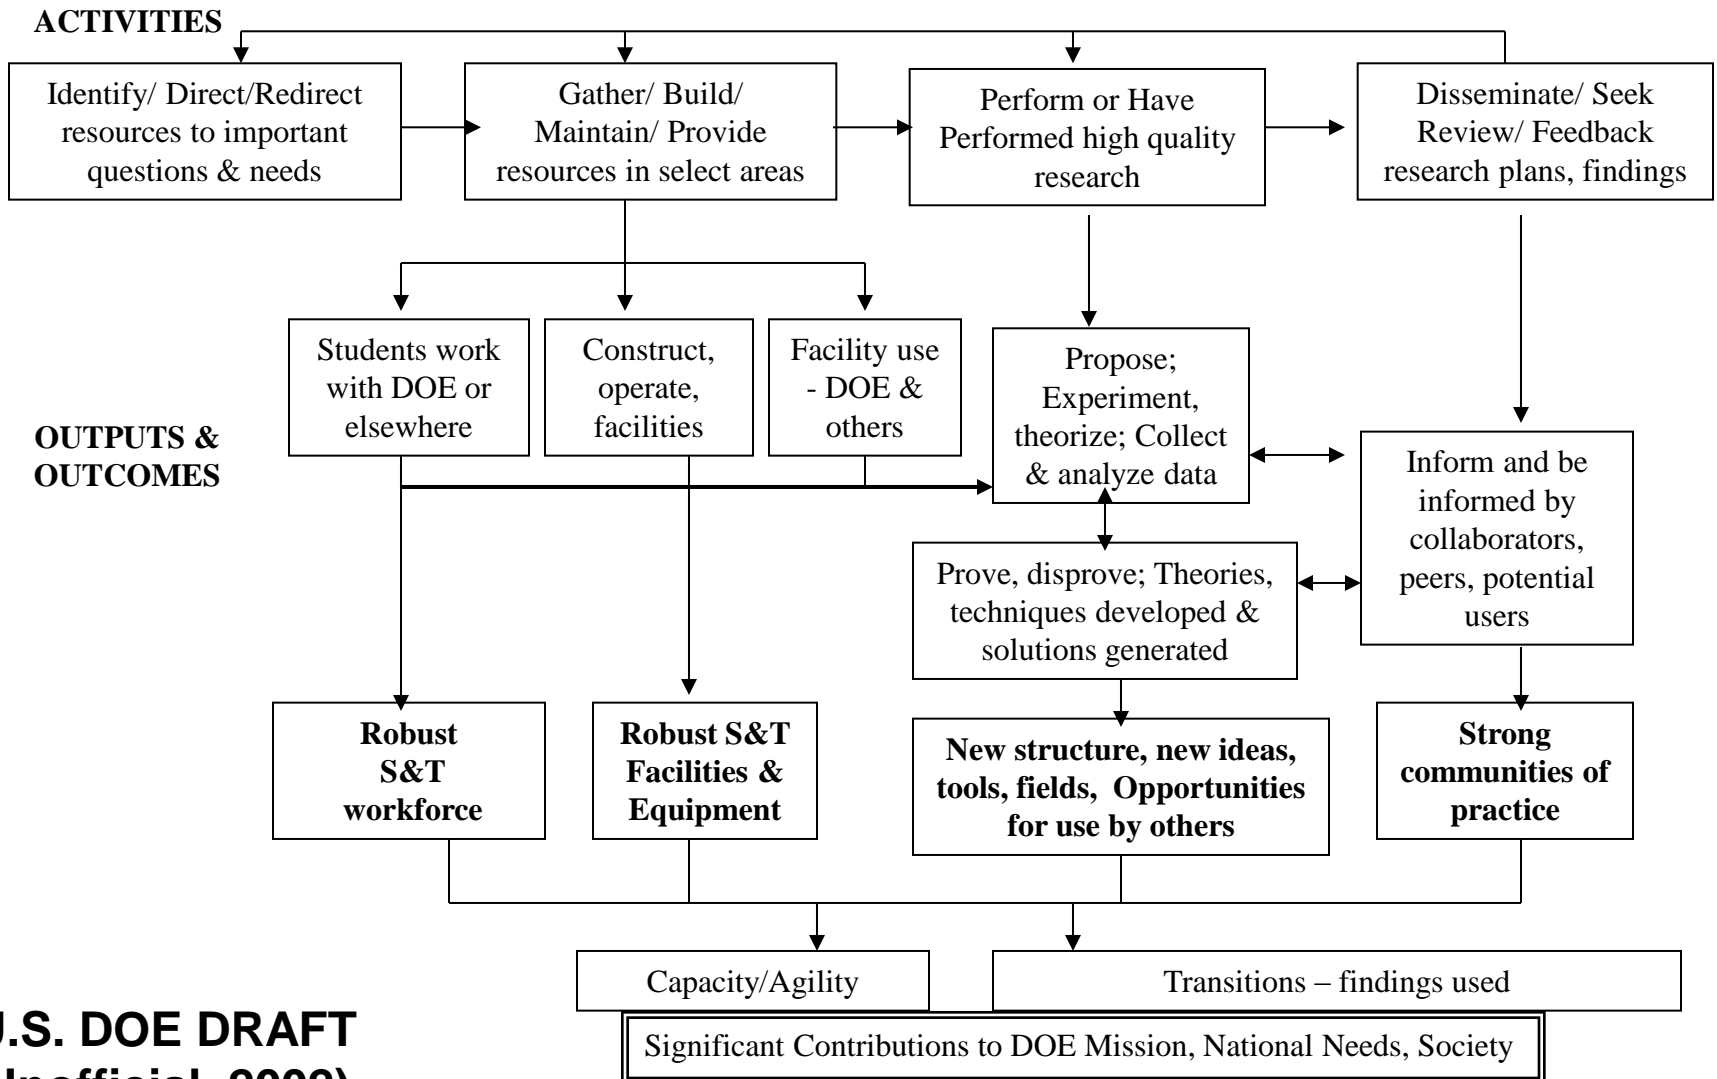 ACTIVITIES
Identify/ Direct/Redirect
resources to important
questions & needs
Gather/ Build/
Maintain/ Provide
resources in select areas
Perform or Have
Performed high quality
research
Disseminate/ Seek
Review/ Feedback
research plans, findings
Students work
with DOE or
elsewhere
Construct,
operate,
facilities
Facility use
- DOE &
others
Propose;
Experiment,
theorize; Collect
& analyze data
OUTPUTS &
OUTCOMES
Inform and be
informed by
collaborators,
peers, potential
users
Prove, disprove; Theories,
techniques developed &
solutions generated
Robust
S&T
workforce
Robust S&T
Facilities &
Equipment
New structure, new ideas,
tools, fields,  Opportunities
for use by others
Strong
communities of
practice
Capacity/Agility
Transitions – findings used
Significant Contributions to DOE Mission, National Needs, Society
U.S. DOE DRAFT